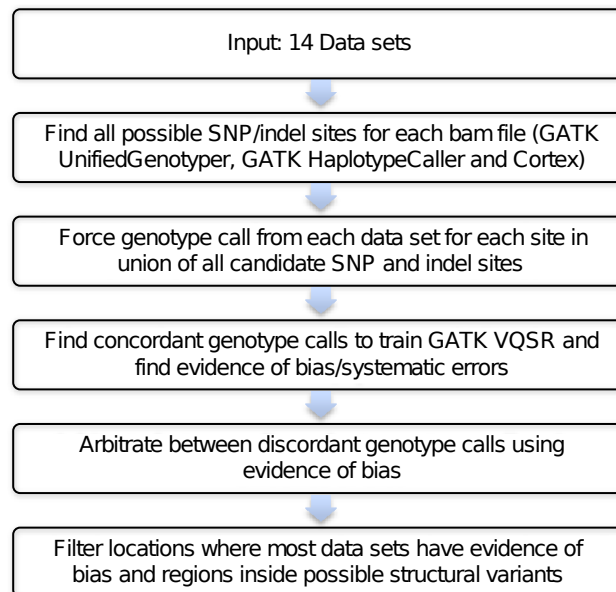 Input: 14 Data sets
Find all possible SNP/indel sites for each bam file (GATK
UnifiedGenotyper, GATK HaplotypeCaller and Cortex)
Force genotype call from each data set for each site in
union of all candidate SNP and indel sites
Find concordant genotype calls to train GATK VQSR and
find evidence of bias/systematic errors
Arbitrate between discordant genotype calls using
evidence of bias
Filter locations where most data sets have evidence of
bias and regions inside possible structural variants